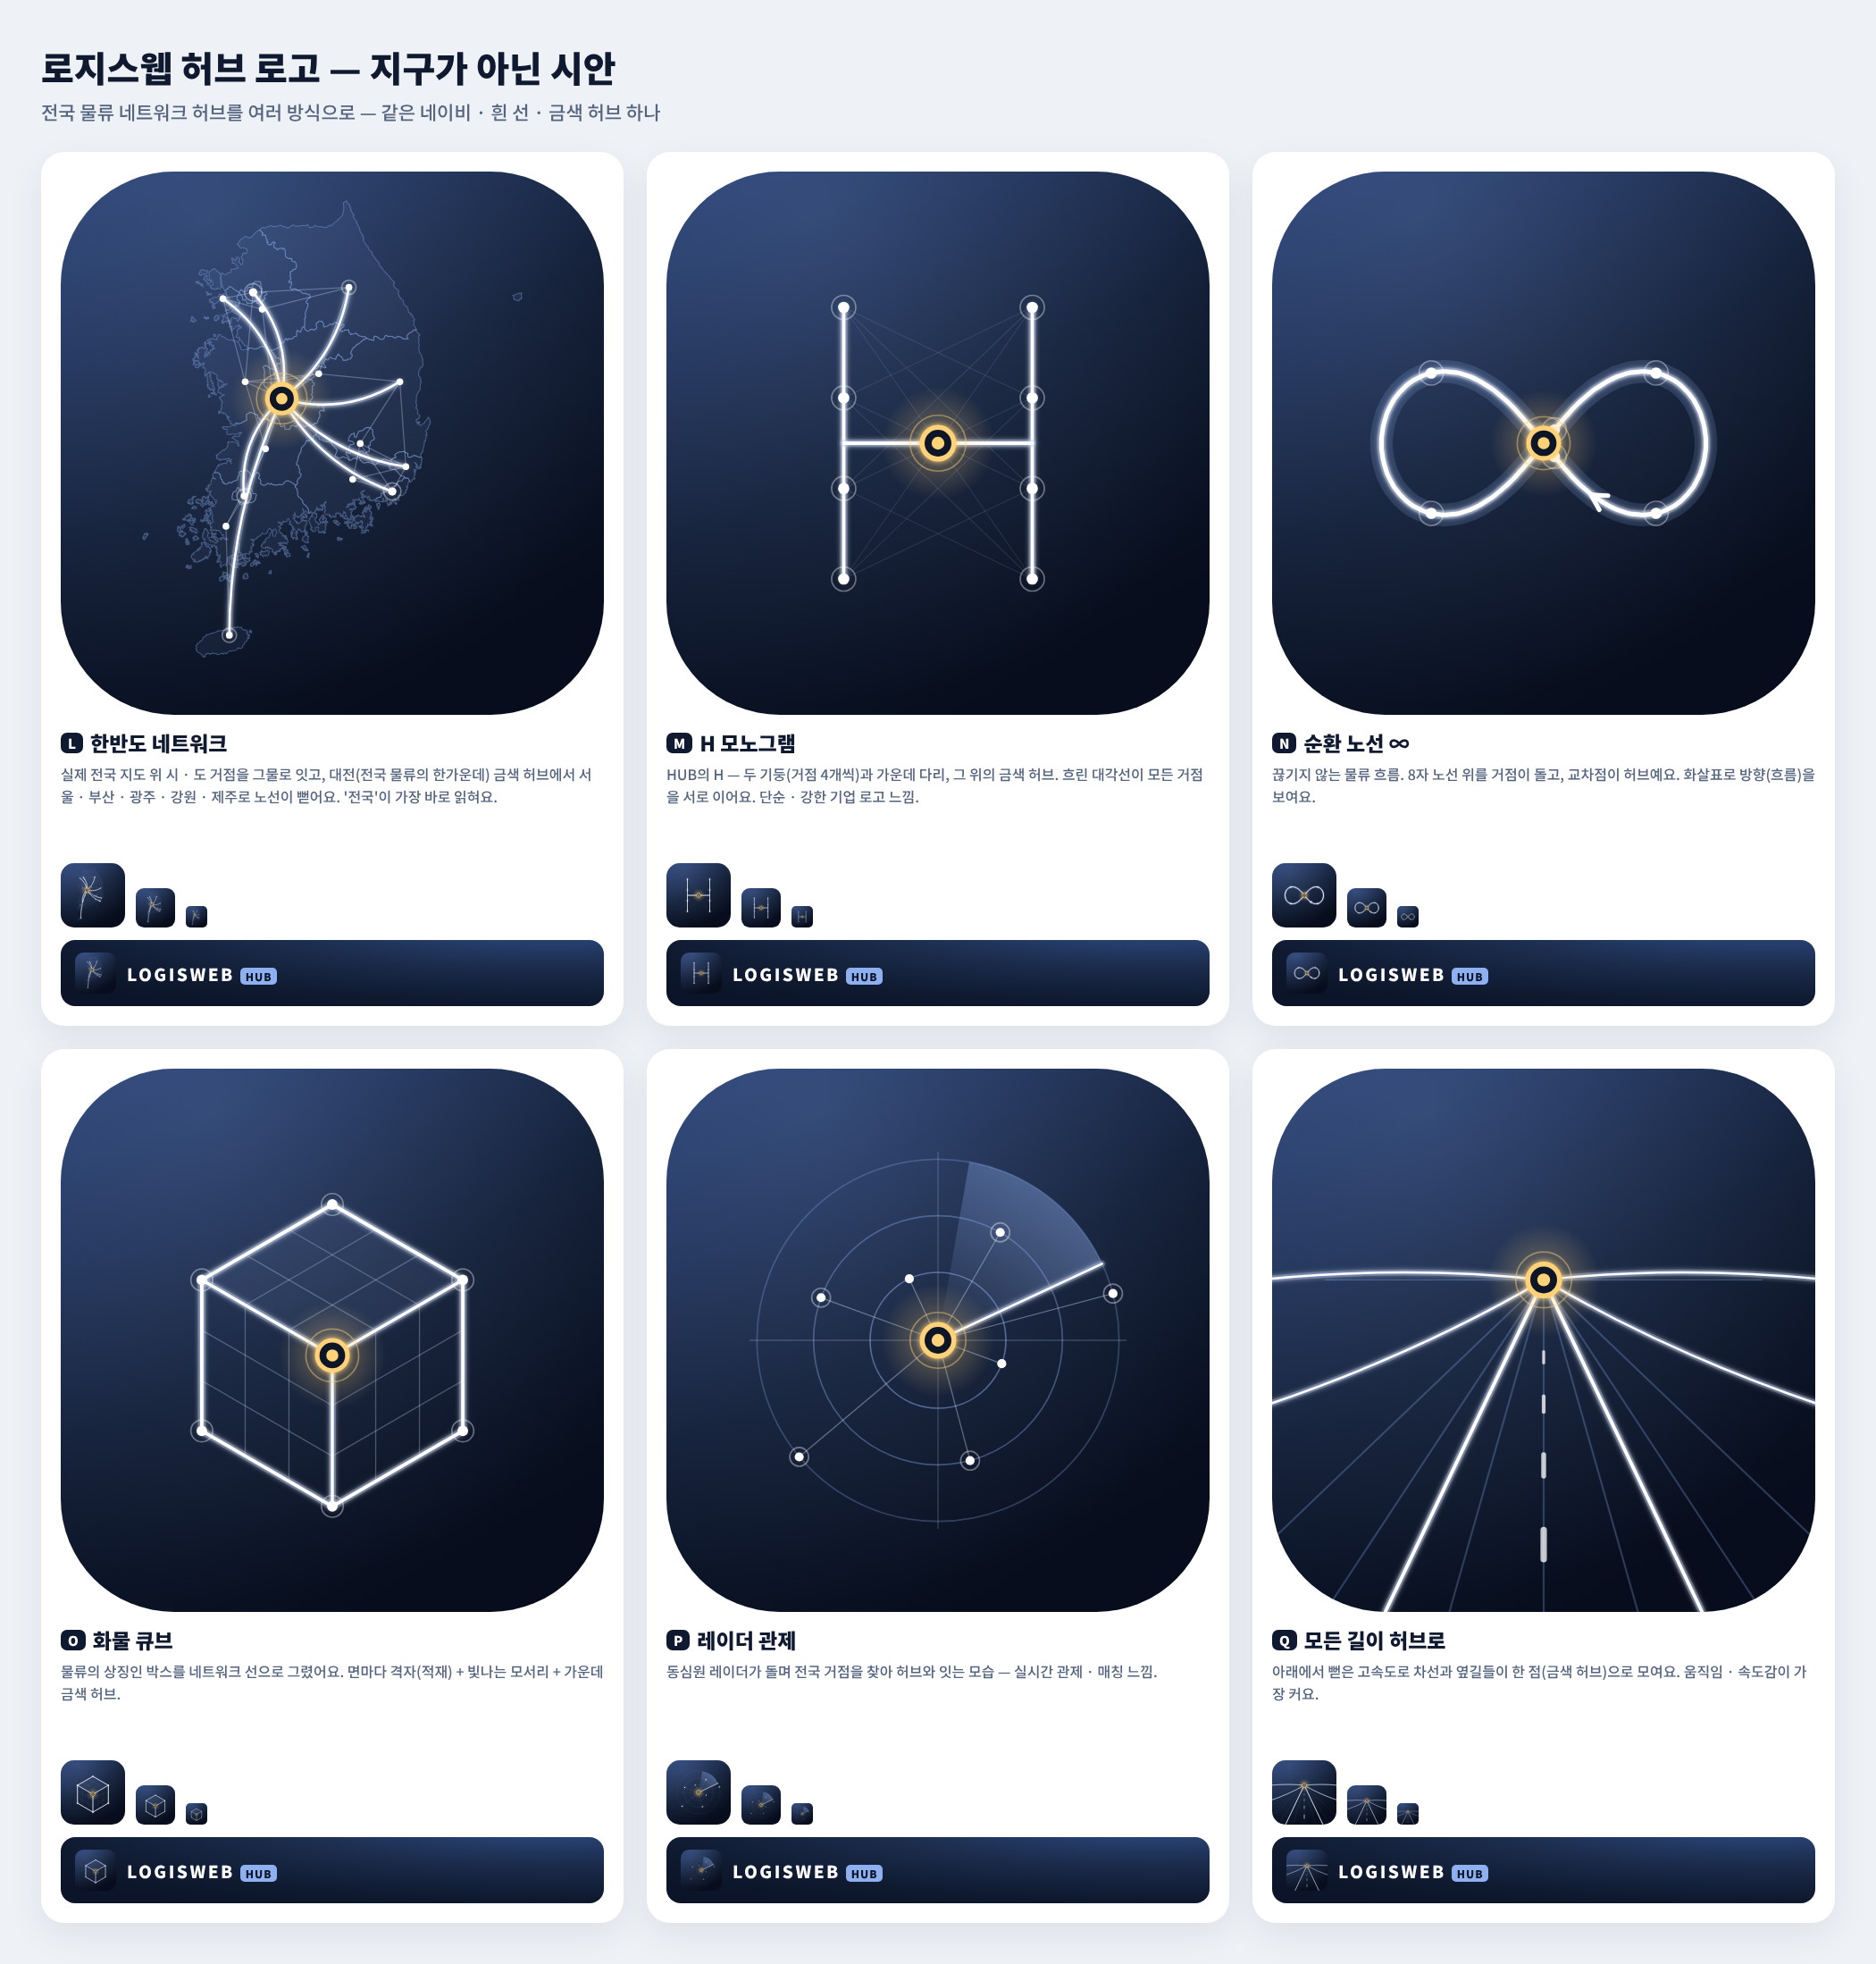 로지스웹 허브 로고 — 지구가 아닌 시안
전국 물류 네트워크 허브를 여러 방식으로 — 같은 네이비 · 흰 선 · 금색 허브 하나
L 한반도 네트워크
실제 전국 지도 위 시 · 도 거점을 그물로 잇고, 대전(전국 물류의 한가운데) 금색 허브에서 서
울 · 부산 · 광주 · 강원 · 제주로 노선이 뻗어요. '전국'이 가장 바로 읽혀요.
LOGISWEB HUB
M H 모노그램
HUB의 H — 두 기둥(거점 4개씩)과 가운데 다리, 그 위의 금색 허브. 흐린 대각선이 모든 거점
을 서로 이어요. 단순 · 강한 기업 로고 느낌.
LOGISWEB HUB
N 순환 노선 ∞
끊기지 않는 물류 흐름. 8자 노선 위를 거점이 돌고, 교차점이 허브예요. 화살표로 방향(흐름)을
보여요.
LOGISWEB HUB
O 화물 큐브
물류의 상징인 박스를 네트워크 선으로 그렸어요. 면마다 격자(적재) + 빛나는 모서리 + 가운데
금색 허브.
LOGISWEB HUB
P 레이더 관제
동심원 레이더가 돌며 전국 거점을 찾아 허브와 잇는 모습 — 실시간 관제 · 매칭 느낌.
LOGISWEB HUB
Q 모든 길이 허브로
아래에서 뻗은 고속도로 차선과 옆길들이 한 점(금색 허브)으로 모여요. 움직임 · 속도감이 가
장 커요.
LOGISWEB HUB